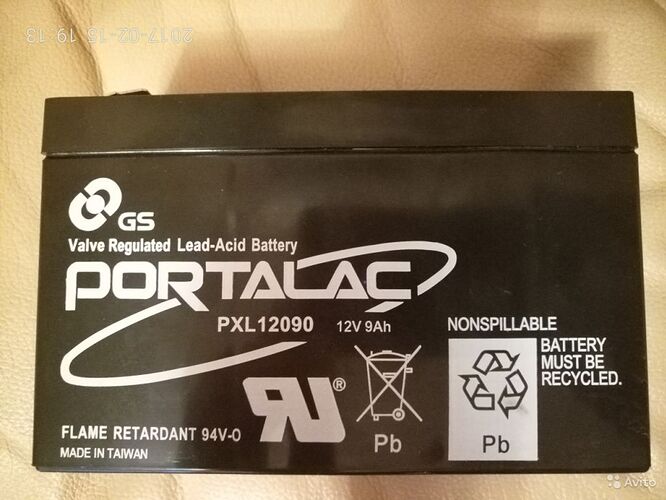 2017-02-15 19:13
GS
Valve Regulated Lead-Acid Battery
PORTALAC
PXL12090 12V 9Ah
NONSPILLABLE
BATTERY
MUST BE
RECYCLED.
RU®
Pb
Pb
FLAME RETARDANT 94V-0
MADE IN TAIWAN
Avito